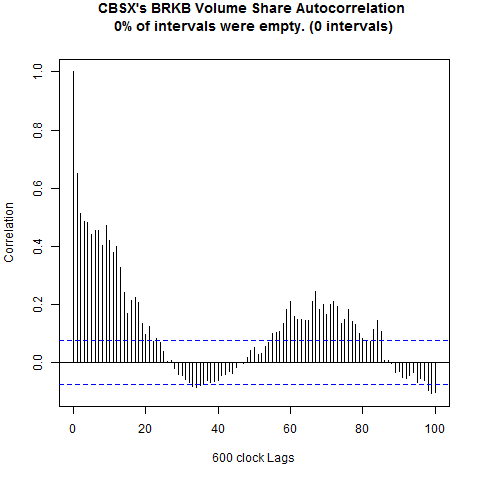 CBSX's BRKB Volume Share Autocorrelation
0% of intervals were empty. (0 intervals)
Correlation
1.0
0.8
0.6
0.4
0.2
0.0
0 20 40 60 80 100
600 clock Lags